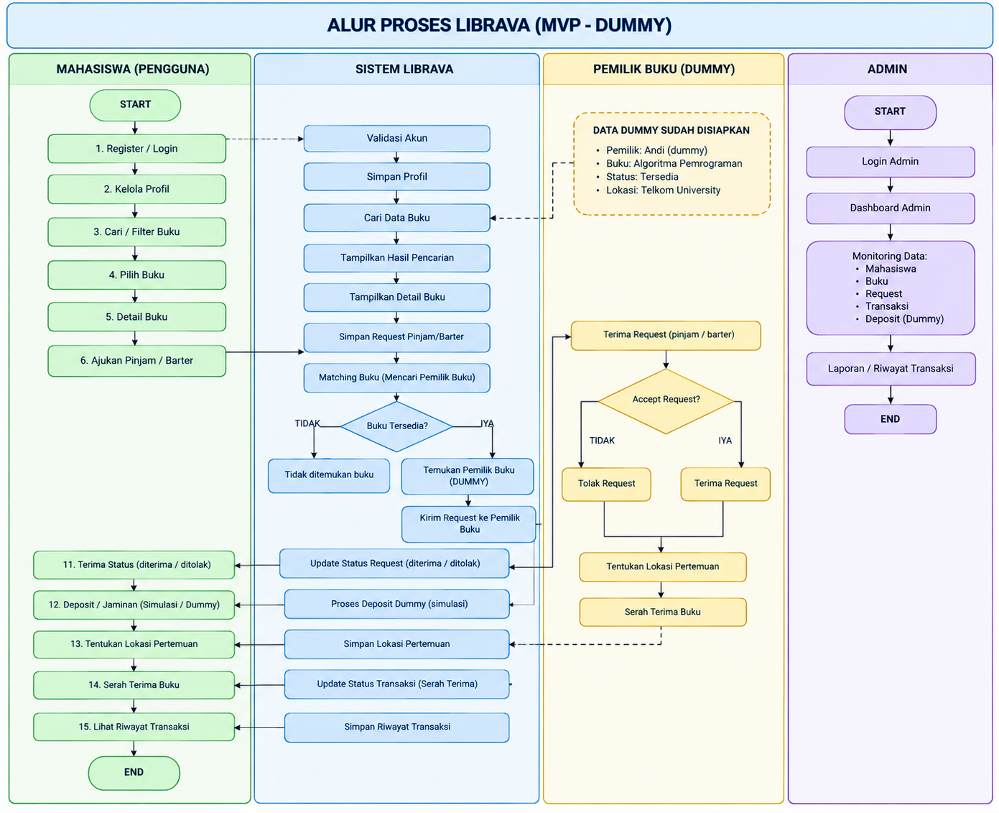 ALUR PROSES LIBRAVA (MVP - DUMMY)
MAHASISWA (PENGGUNA)
START
1. Register / Login
2. Kelola Profil
3. Cari / Filter Buku
4. Pilih Buku
5. Detail Buku
6. Ajukan Pinjam / Barter
11. Terima Status (diterima / ditolak)
12. Deposit / Jaminan (Simulasi / Dummy)
13. Tentukan Lokasi Pertemuan
14. Serah Terima Buku
15. Lihat Riwayat Transaksi
END
SISTEM LIBRAVA
Validasi Akun
Simpan Profil
Cari Data Buku
Tampilkan Hasil Pencarian
Tampilkan Detail Buku
Simpan Request Pinjam/Barter
Matching Buku (Mencari Pemilik Buku)
Buku Tersedia?
TIDAK
IYA
Tidak ditemukan buku
Temukan Pemilik Buku
(DUMMY)
Kirim Request ke Pemilik
Buku
Update Status Request (diterima / ditolak)
Proses Deposit Dummy (simulasi)
Simpan Lokasi Pertemuan
Update Status Transaksi (Serah Terima)
Simpan Riwayat Transaksi
PEMILIK BUKU (DUMMY)
DATA DUMMY SUDAH DISIAPKAN
• Pemilik: Andi (dummy)
• Buku: Algoritma Pemrograman
• Status: Tersedia
• Lokasi: Telkom University
Terima Request (pinjam / barter)
Accept Request?
TIDAK
IYA
Tolak Request
Terima Request
Tentukan Lokasi Pertemuan
Serah Terima Buku
ADMIN
START
Login Admin
Dashboard Admin
Monitoring Data:
• Mahasiswa
• Buku
• Request
• Transaksi
• Deposit (Dummy)
Laporan / Riwayat Transaksi
END